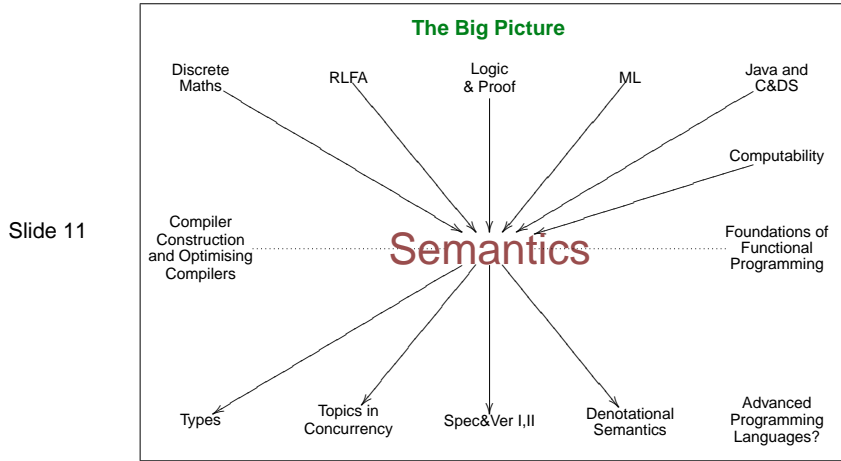 The Big Picture
Discrete
Maths
RLFA
Logic
& Proof
ML
Java and
C&DS
Computability
Slide 11
Compiler
Construction
and Optimising
Compilers
Semantics
Foundations of
Functional
Programming
Types
Topics in
Concurrency
Spec&Ver I,II
Denotational
Semantics
Advanced
Programming
Languages?